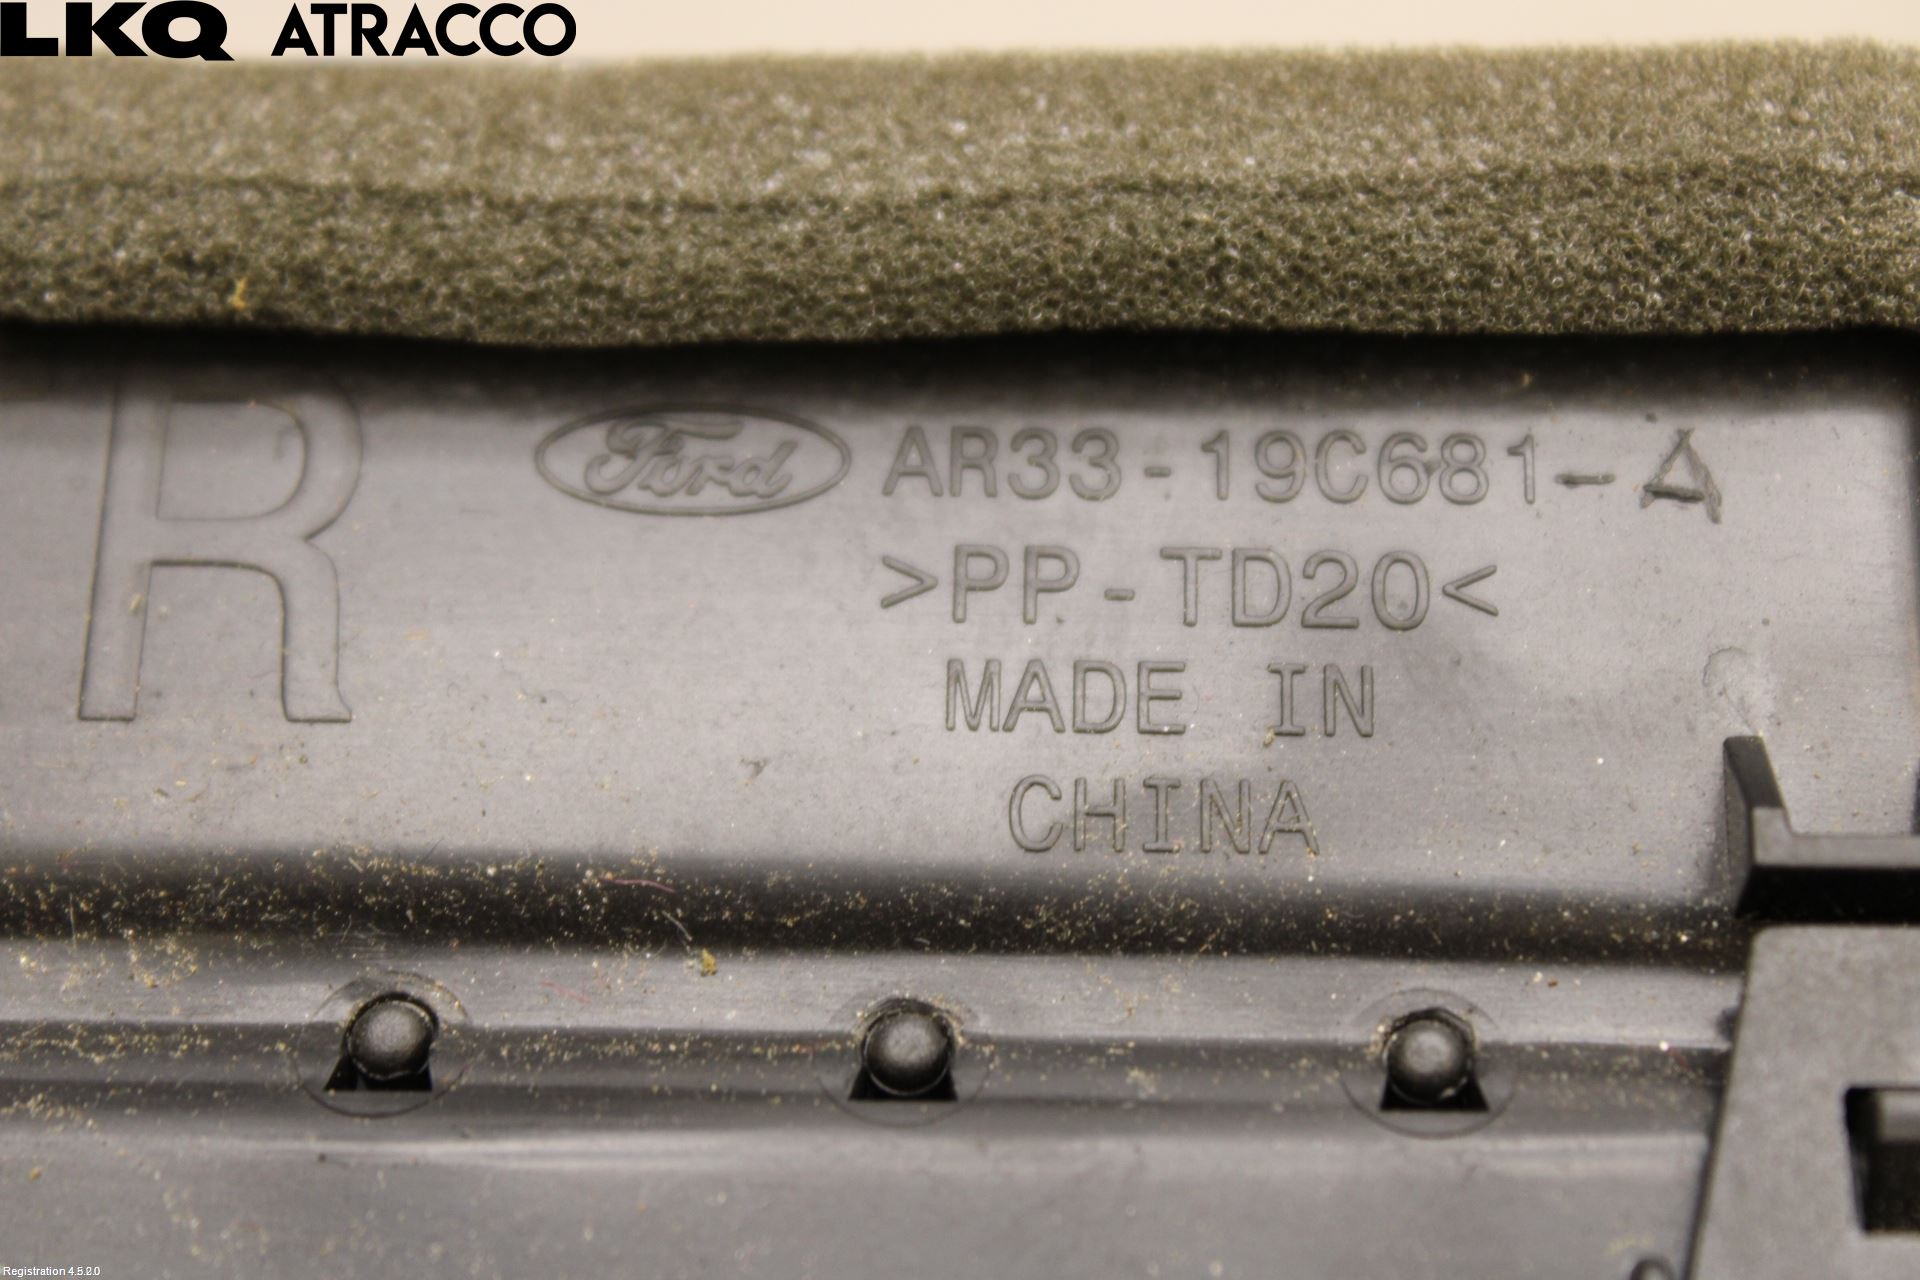 LKQ ATRACCO
R
Ford AR33-19C681-A
>PP-TD20<
MADE IN
CHINA
Registration 4.5.2.0